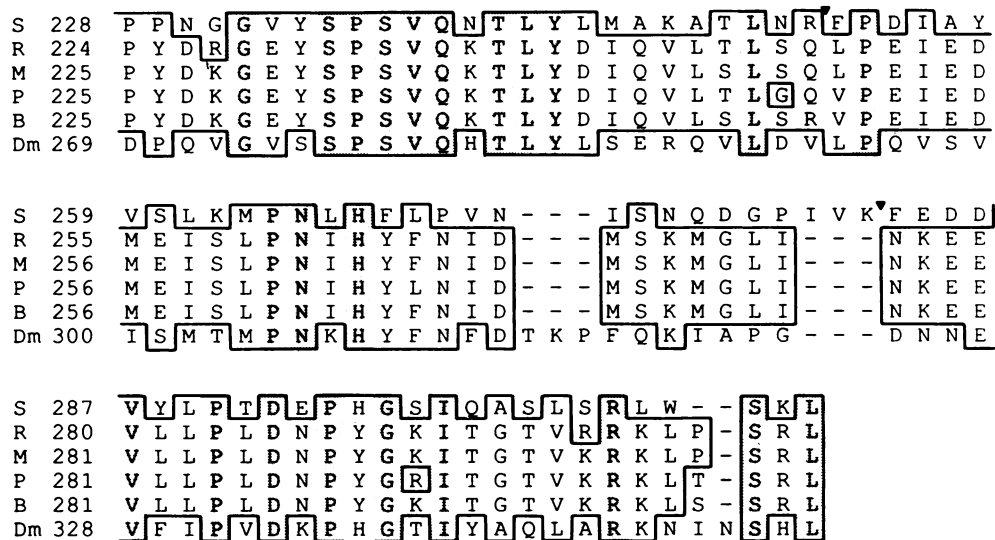 S 228 P P N G G V Y S P S V Q N T L Y L M A K A T L N R F P D I A Y
R 224 P Y D R G E Y S P S V Q K T L Y D I Q V L T L S Q L P E I E D
M 225 P Y D K G E Y S P S V Q K T L Y D I Q V L S L S Q L P E I E D
P 225 P Y D K G E Y S P S V Q K T L Y D I Q V L T L G Q V P E I E D
B 225 P Y D K G E Y S P S V Q K T L Y D I Q V L S L S R V P E I E D
Dm 269 D P Q V G V S S P S V Q H T L Y L S E R Q V L D V L P Q V S V
S 259 V S L K M P N L H F L P V N - - - I S N Q D G P I V K F E D D
R 255 M E I S L P N I H Y F N I D M S K M G L I - - - N K E E
M 256 M E I S L P N I H Y F N I D M S K M G L I - - - N K E E
P 256 M E I S L P N I H Y L N I D M S K M G L I - - - N K E E
B 256 M E I S L P N I H Y F N I D M S K M G L I - - - N K E E
Dm 300 I S M T M P N K H Y F N F D T K P F Q K I A P G - - - D N N E
S 287 V Y L P T D E P H G S I Q A S L S R L W - - S K L
R 280 V L L P L D N P Y G K I T G T V R R K L P - S R L
M 281 V L L P L D N P Y G K I T G T V K R K L P - S R L
P 281 V L L P L D N P Y G R I T G T V K R K L T - S R L
B 281 V L L P L D N P Y G K I T G T V K R K L S - S R L
Dm 328 V F I P V D K P H G T I Y A Q L A R K N I N S H L